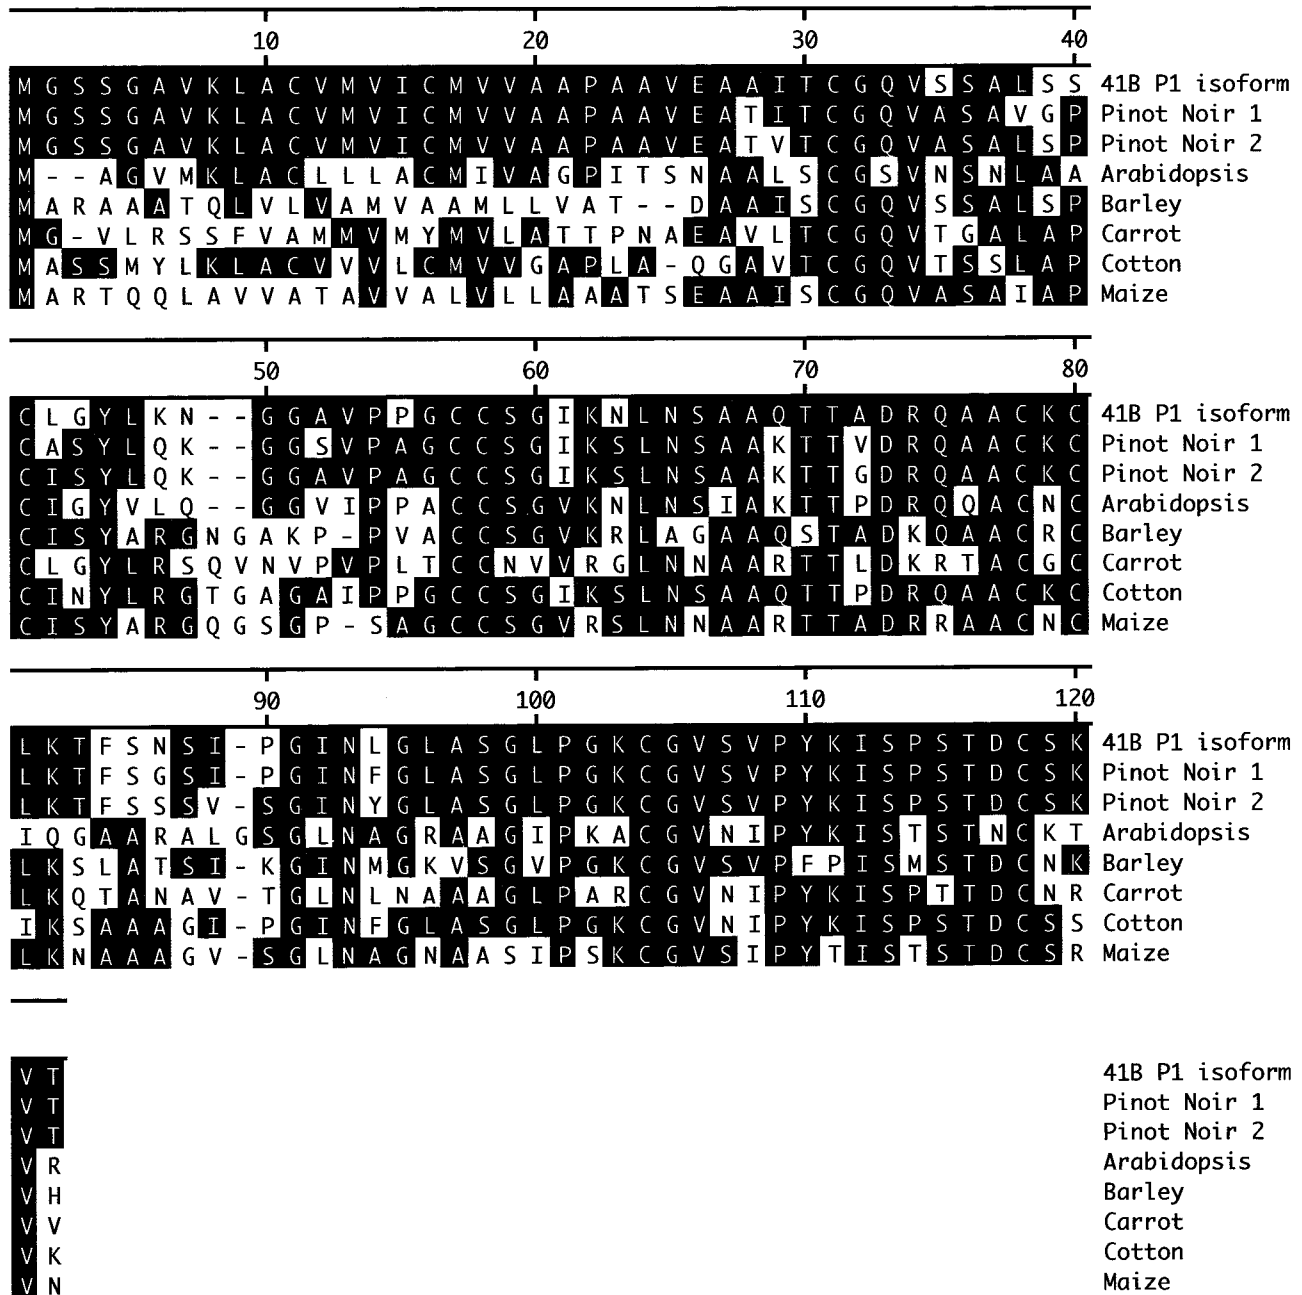 10 20 30 40
M G S S G A V K L A C V M V I C M V V A A P A A V E A A I T C G Q V S S A L S S 41B P1 isoform
M G S S G A V K L A C V M V I C M V V A A P A A V E A T I T C G Q V A S A V G P Pinot Noir 1
M G S S G A V K L A C V M V I C M V V A A P A A V E A T V T C G Q V A S A L S P Pinot Noir 2
M - - A G V M K L A C L L L A C M I V A G P I T S N A A L S C G S V N S N L A A Arabidopsis
M A R A A A T Q L V L V A M V A A M L L V A T - - D A A I S C G Q V S S A L S P Barley
M G - V L R S S F V A M M V M Y M V L A T T P N A E A V L T C G Q V T G A L A P Carrot
M A S S M Y L K L A C V V V L C M V V G A P L A - Q G A V T C G Q V T S S L A P Cotton
M A R T Q Q L A V V A T A V V A L V L L A A A T S E A A I S C G Q V A S A I A P Maize
50 60 70 80
C L G Y L K N - - G G A V P P G C C S G I K N L N S A A Q T T A D R Q A A C K C 41B P1 isoform
C A S Y L Q K - - G G S V P A G C C S G I K S L N S A A K T T V D R Q A A C K C Pinot Noir 1
C I S Y L Q K - - G G A V P A G C C S G I K S L N S A A K T T G D R Q A A C K C Pinot Noir 2
C I G Y V L Q - - G G V I P P A C C S G V K N L N S I A K T T P D R Q Q A C N C Arabidopsis
C I S Y A R G N G A K P - P V A C C S G V K R L A G A A Q S T A D K Q A A C R C Barley
C L G Y L R S Q V N V P V P L T C C N V V R G L N N A A R T T L D K R T A C G C Carrot
C I N Y L R G T G A G A I P P G C C S G I K S L N S A A Q T T P D R Q A A C K C Cotton
C I S Y A R G Q G S G P - S A G C C S G V R S L N N A A R T T A D R R A A C N C Maize
90 100 110 120
L K T F S N S I - P G I N L G L A S G L P G K C G V S V P Y K I S P S T D C S K 41B P1 isoform
L K T F S G S I - P G I N F G L A S G L P G K C G V S V P Y K I S P S T D C S K Pinot Noir 1
L K T F S S S V - S G I N Y G L A S G L P G K C G V S V P Y K I S P S T D C S K Pinot Noir 2
I Q G A A R A L G S G L N A G R A A G I P K A C G V N I P Y K I S T S T N C K T Arabidopsis
L K S L A T S I - K G I N M G K V S G V P G K C G V S V P F P I S M S T D C N K Barley
L K Q T A N A V - T G L N L N A A A G L P A R C G V N I P Y K I S P T T D C N R Carrot
I K S A A A G I - P G I N F G L A S G L P G K C G V N I P Y K I S P S T D C S S Cotton
L K N A A A G V - S G L N A G N A A S I P S K C G V S I P Y T I S T S T D C S R Maize
V T 41B P1 isoform
V T Pinot Noir 1
V T Pinot Noir 2
V R Arabidopsis
V H Barley
V V Carrot
V K Cotton
V N Maize